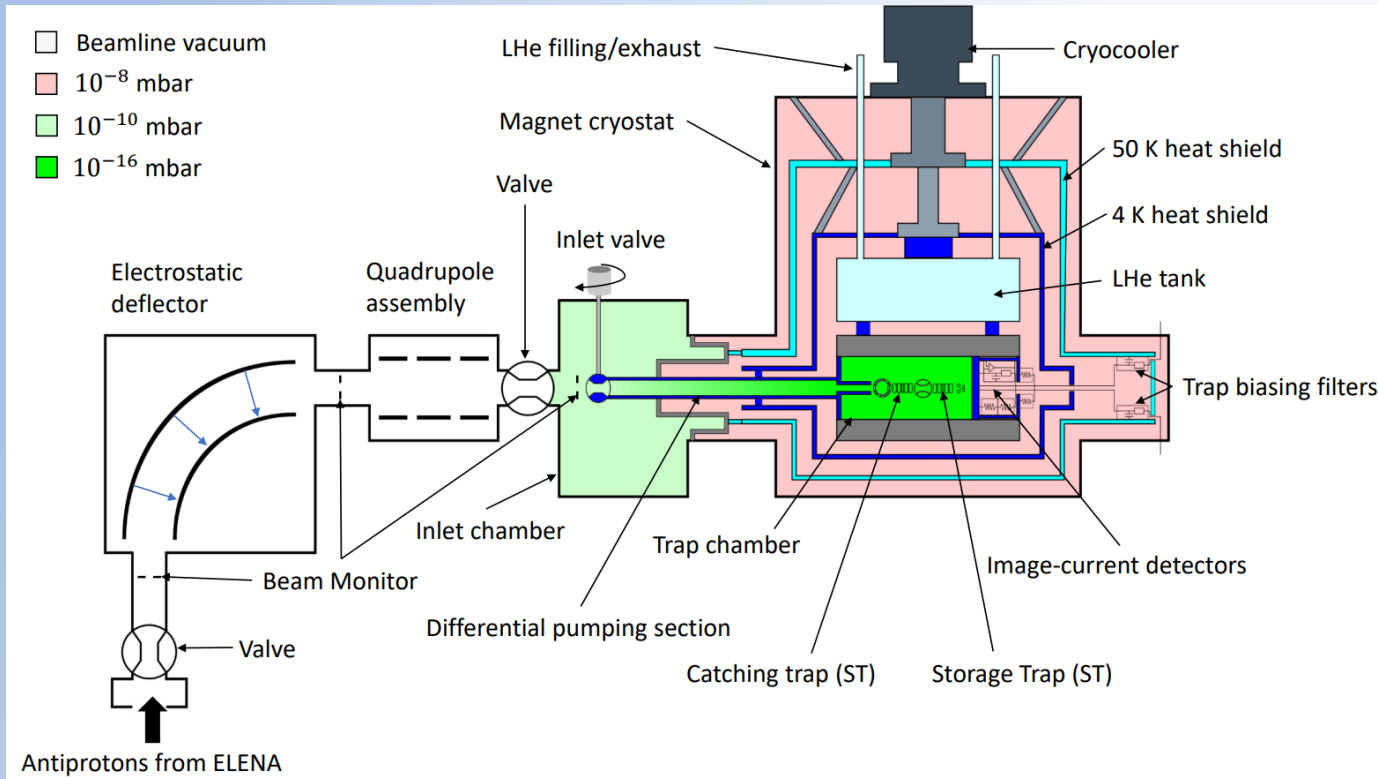 Beamline vacuum
10⁻⁸ mbar
10⁻¹⁰ mbar
10⁻¹⁶ mbar
LHe filling/exhaust
Cryocooler
Magnet cryostat
50 K heat shield
4 K heat shield
Valve
Inlet valve
Electrostatic
deflector
Quadrupole
assembly
LHe tank
Trap biasing filters
Inlet chamber
Trap chamber
Image-current detectors
Beam Monitor
Differential pumping section
Valve
Catching trap (ST)
Storage Trap (ST)
Antiprotons from ELENA